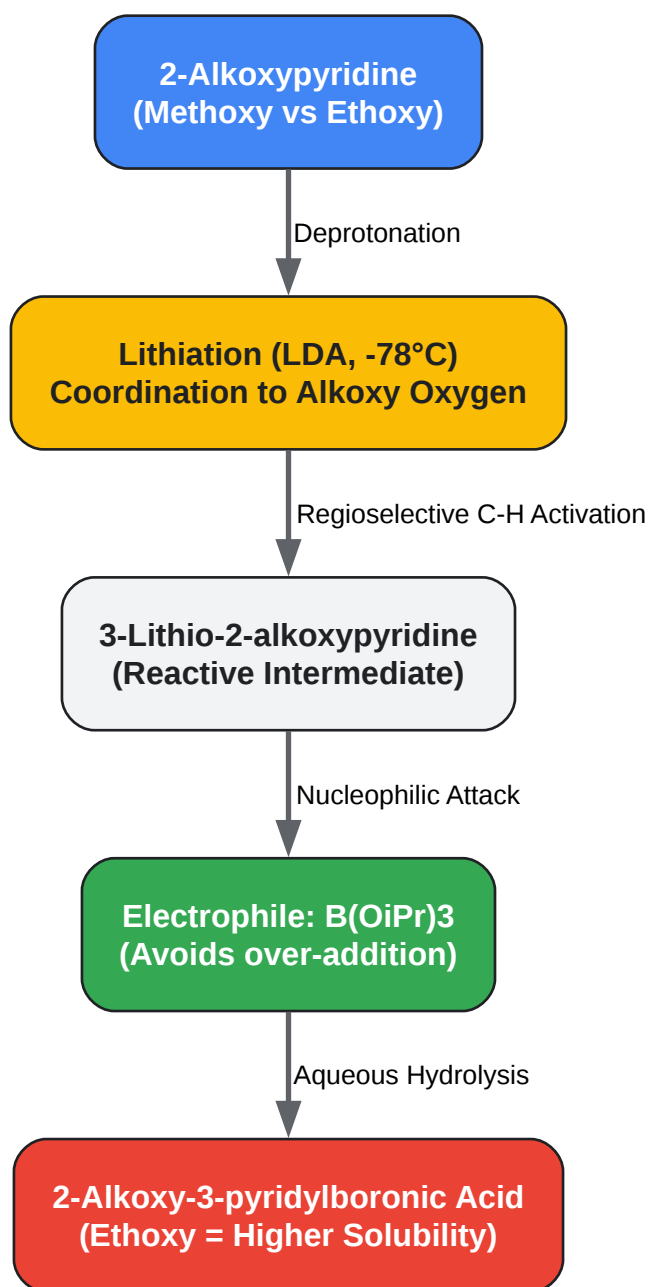 2-Alkoxypyridine
(Methoxy vs Ethoxy)
Deprotonation
Lithiation (LDA, -78°C)
Coordination to Alkoxy Oxygen
Regioselective C-H Activation
3-Lithio-2-alkoxypyridine
(Reactive Intermediate)
Nucleophilic Attack
Electrophile: B(OiPr)3
(Avoids over-addition)
Aqueous Hydrolysis
2-Alkoxy-3-pyridylboronic Acid
(Ethoxy = Higher Solubility)